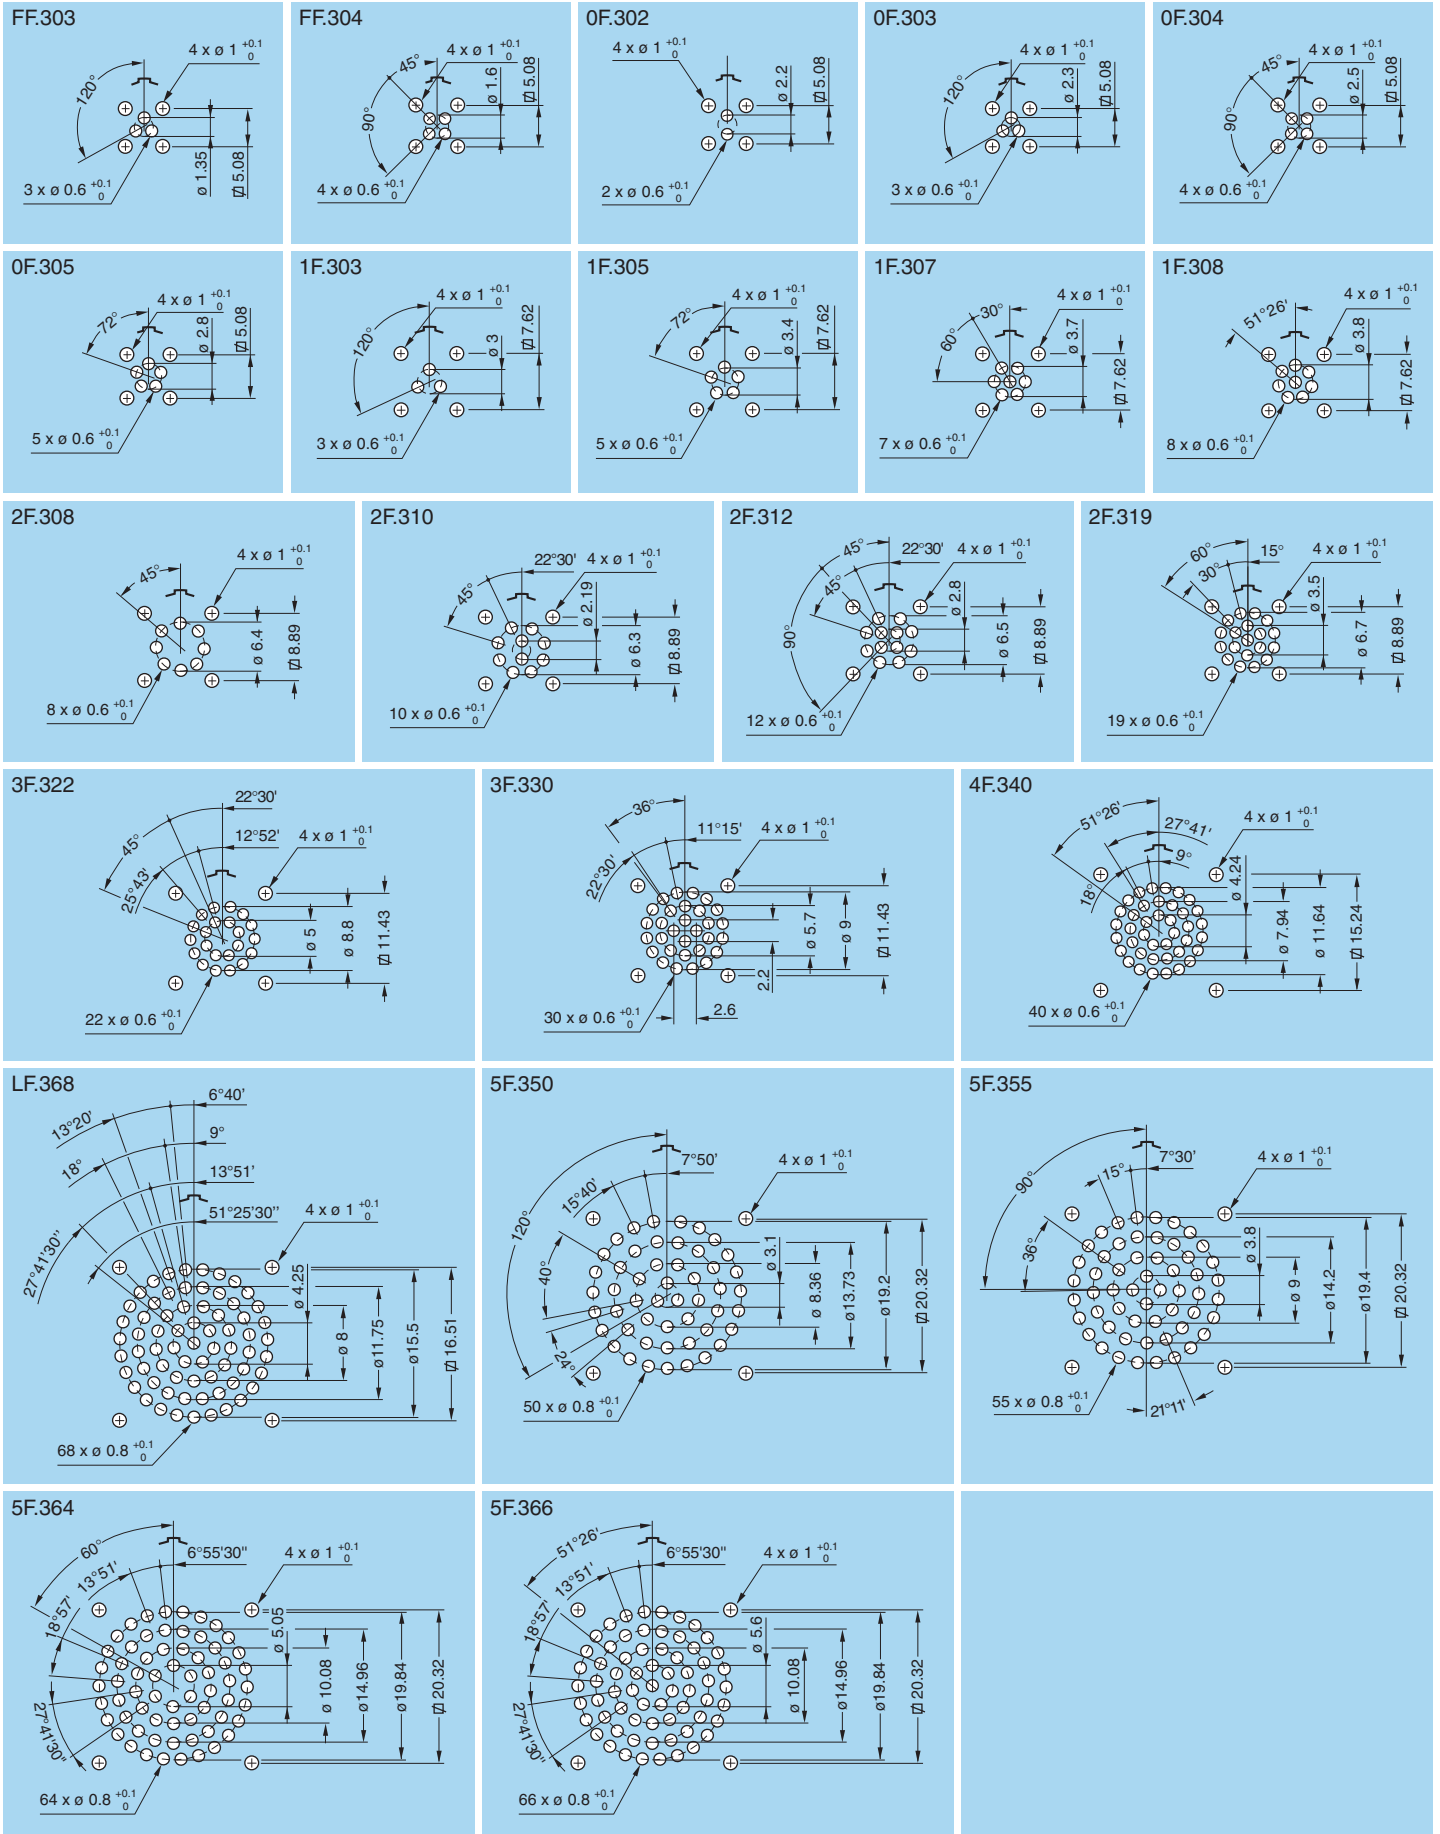 FF.303
4 x ø 1 +0.1 0
120°
ø 1.35
⌷ 5.08
3 x ø 0.6 +0.1 0
FF.304
4 x ø 1 +0.1 0
45°
90°
ø 1.6
⌷ 5.08
4 x ø 0.6 +0.1 0
0F.302
4 x ø 1 +0.1 0
ø 2.2
⌷ 5.08
2 x ø 0.6 +0.1 0
0F.303
4 x ø 1 +0.1 0
120°
ø 2.3
⌷ 5.08
3 x ø 0.6 +0.1 0
0F.304
4 x ø 1 +0.1 0
45°
90°
ø 2.5
⌷ 5.08
4 x ø 0.6 +0.1 0
0F.305
4 x ø 1 +0.1 0
72°
ø 2.8
⌷ 5.08
5 x ø 0.6 +0.1 0
1F.303
4 x ø 1 +0.1 0
120°
ø 3
⌷ 7.62
3 x ø 0.6 +0.1 0
1F.305
4 x ø 1 +0.1 0
72°
ø 3.4
⌷ 7.62
5 x ø 0.6 +0.1 0
1F.307
4 x ø 1 +0.1 0
30°
60°
ø 3.7
⌷ 7.62
7 x ø 0.6 +0.1 0
1F.308
4 x ø 1 +0.1 0
51°26'
ø 3.8
⌷ 7.62
8 x ø 0.6 +0.1 0
2F.308
4 x ø 1 +0.1 0
45°
ø 6.4
⌷ 8.89
8 x ø 0.6 +0.1 0
2F.310
22°30'
4 x ø 1 +0.1 0
45°
ø 2.19
ø 6.3
⌷ 8.89
10 x ø 0.6 +0.1 0
2F.312
45°
22°30'
4 x ø 1 +0.1 0
45°
90°
ø 2.8
ø 6.5
⌷ 8.89
12 x ø 0.6 +0.1 0
2F.319
60°
15°
4 x ø 1 +0.1 0
30°
ø 3.5
ø 6.7
⌷ 8.89
19 x ø 0.6 +0.1 0
3F.322
22°30'
45°
12°52'
4 x ø 1 +0.1 0
25°43'
ø 5
ø 8.8
⌷ 11.43
22 x ø 0.6 +0.1 0
3F.330
36°
11°15'
4 x ø 1 +0.1 0
22°30'
ø 5.7
ø 9
⌷ 11.43
2.2
2.6
30 x ø 0.6 +0.1 0
4F.340
51°26'
27°41'
4 x ø 1 +0.1 0
9°
18°
ø 4.24
ø 7.94
ø 11.64
⌷ 15.24
40 x ø 0.6 +0.1 0
LF.368
6°40'
13°20'
9°
18°
13°51'
51°25'30''
4 x ø 1 +0.1 0
27°41'30''
ø 4.25
ø 8
ø11.75
ø15.5
⌷ 16.51
68 x ø 0.8 +0.1 0
5F.350
7°50'
4 x ø 1 +0.1 0
15°40'
120°
40°
24°
ø 3.1
ø 8.36
ø13.73
ø19.2
⌷ 20.32
50 x ø 0.8 +0.1 0
5F.355
7°30'
4 x ø 1 +0.1 0
15°
90°
36°
ø 3.8
ø 9
ø14.2
ø19.4
⌷ 20.32
55 x ø 0.8 +0.1 0
21°11'
5F.364
60°
6°55'30"
4 x ø 1 +0.1 0
13°51'
18°57'
27°41'30"
ø 5.05
ø 10.08
ø14.96
ø19.84
⌷ 20.32
64 x ø 0.8 +0.1 0
5F.366
51°26'
6°55'30"
4 x ø 1 +0.1 0
13°51'
18°57'
27°41'30"
ø 5.6
ø 10.08
ø14.96
ø19.84
⌷ 20.32
66 x ø 0.8 +0.1 0